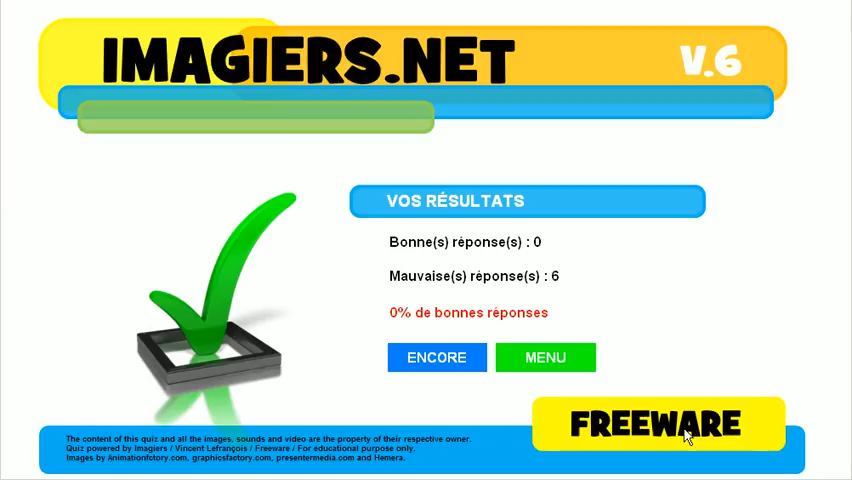 IMAGIERS.NET
V.6
VOS RÉSULTATS
Bonne(s) réponse(s) : 0
Mauvaise(s) réponse(s) : 6
0% de bonnes réponses
ENCORE
MENU
FREEWARE
The content of this quiz and all the images, sounds and video are the property of their respective owner.
Quiz powered by Imagiers / Vincent Lefrançois / Freeware / For educational purpose only.
Images by Animationfctory.com, graphicsfactory.com, presentermedia.com and Hemera.